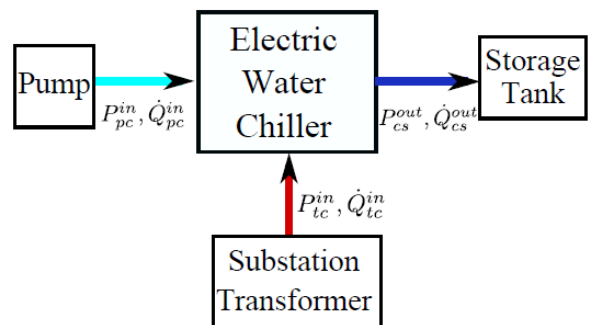 Pump
P_{pc}^{in}, \dot{Q}_{pc}^{in}
Electric
Water
Chiller
P_{cs}^{out}, \dot{Q}_{cs}^{out}
Storage
Tank
P_{tc}^{in}, \dot{Q}_{tc}^{in}
Substation
Transformer